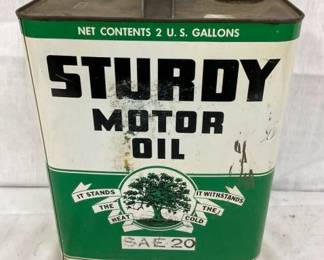 NET CONTENTS 2 U.S. GALLONS
STURDY
MOTOR
OIL
IT STANDS
THE
HEAT
IT WITHSTANDS
THE
COLD
SAE 20